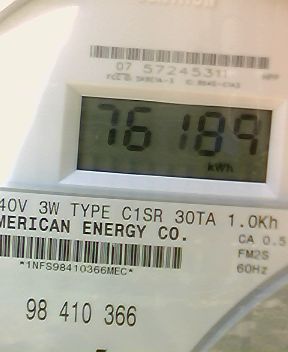 07 57245311
76189
kWh
40V 3W TYPE C1SR 30TA 1.0Kh
MERICAN ENERGY CO.
CA 0.5
FM2S
60Hz
*1NFS98410366MEC*
98 410 366